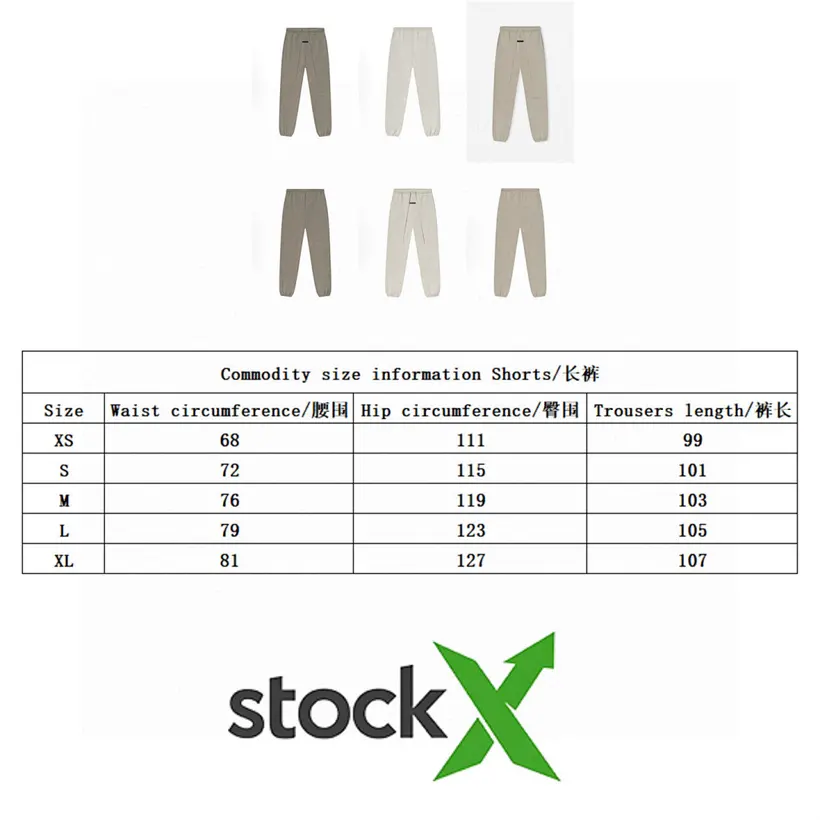 Commodity size information Shorts/长裤
Size Waist circumference/腰围 Hip circumference/臀围 Trousers length/裤长
XS 68 111 99
S 72 115 101
M 76 119 103
L 79 123 105
XL 81 127 107
stockX